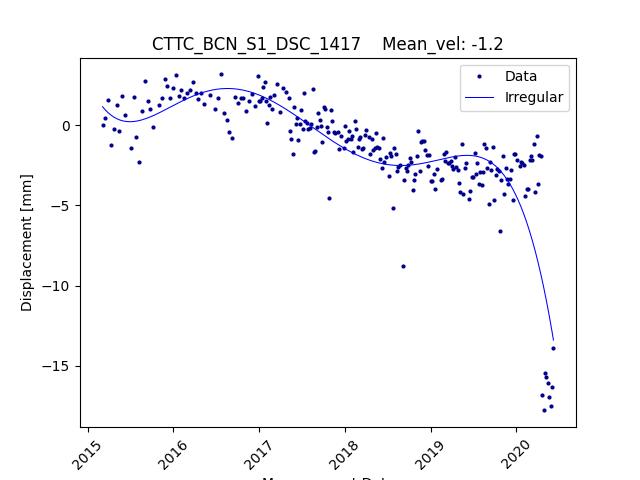 CTTC_BCN_S1_DSC_1417    Mean_vel: -1.2
Data
Irregular
0
−5
−10
−15
Displacement [mm]
2015
2016
2017
2018
2019
2020